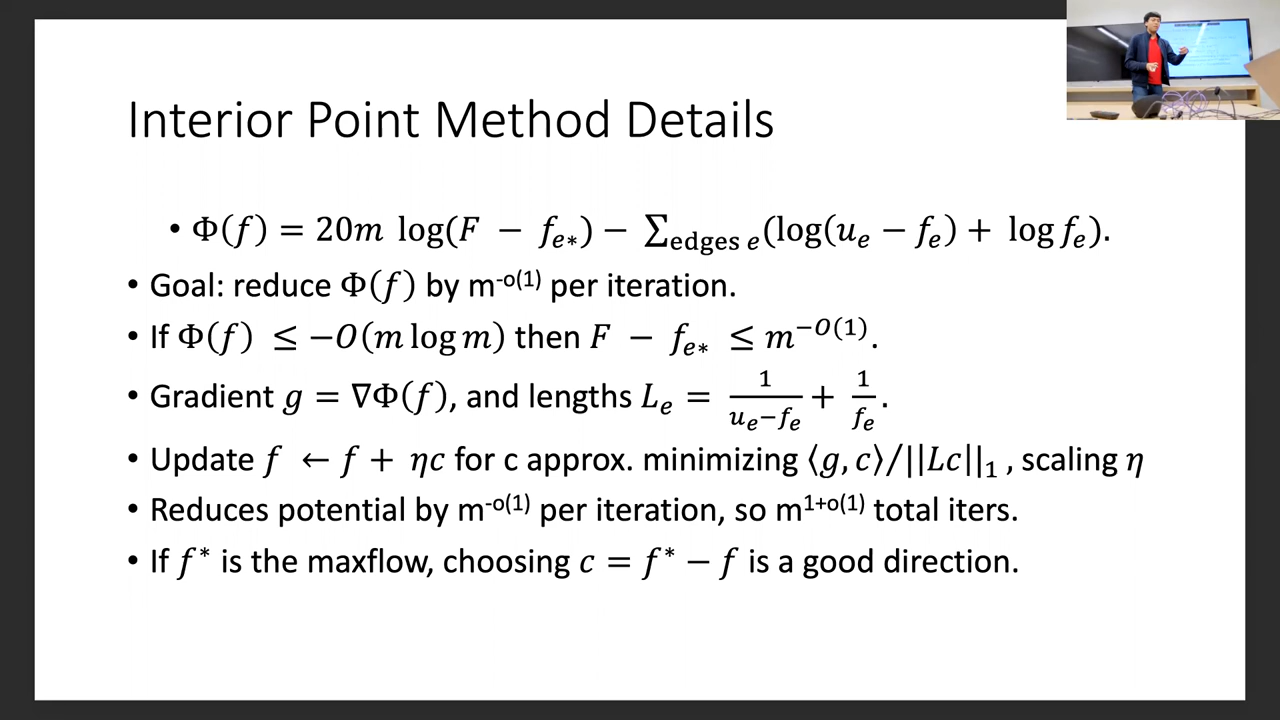 Interior Point Method Details
• Φ(f) = 20m log(F − f_{e*}) − ∑_{edges e}(log(u_e − f_e) + log f_e).
• Goal: reduce Φ(f) by m^{-o(1)} per iteration.
• If Φ(f) ≤ −O(m log m) then F − f_{e*} ≤ m^{−O(1)}.
• Gradient g = ∇Φ(f), and lengths L_e = \frac{1}{u_e−f_e} + \frac{1}{f_e}.
• Update f ← f + ηc for c approx. minimizing ⟨g, c⟩/||Lc||_1 , scaling η
• Reduces potential by m^{-o(1)} per iteration, so m^{1+o(1)} total iters.
• If f* is the maxflow, choosing c = f* − f is a good direction.